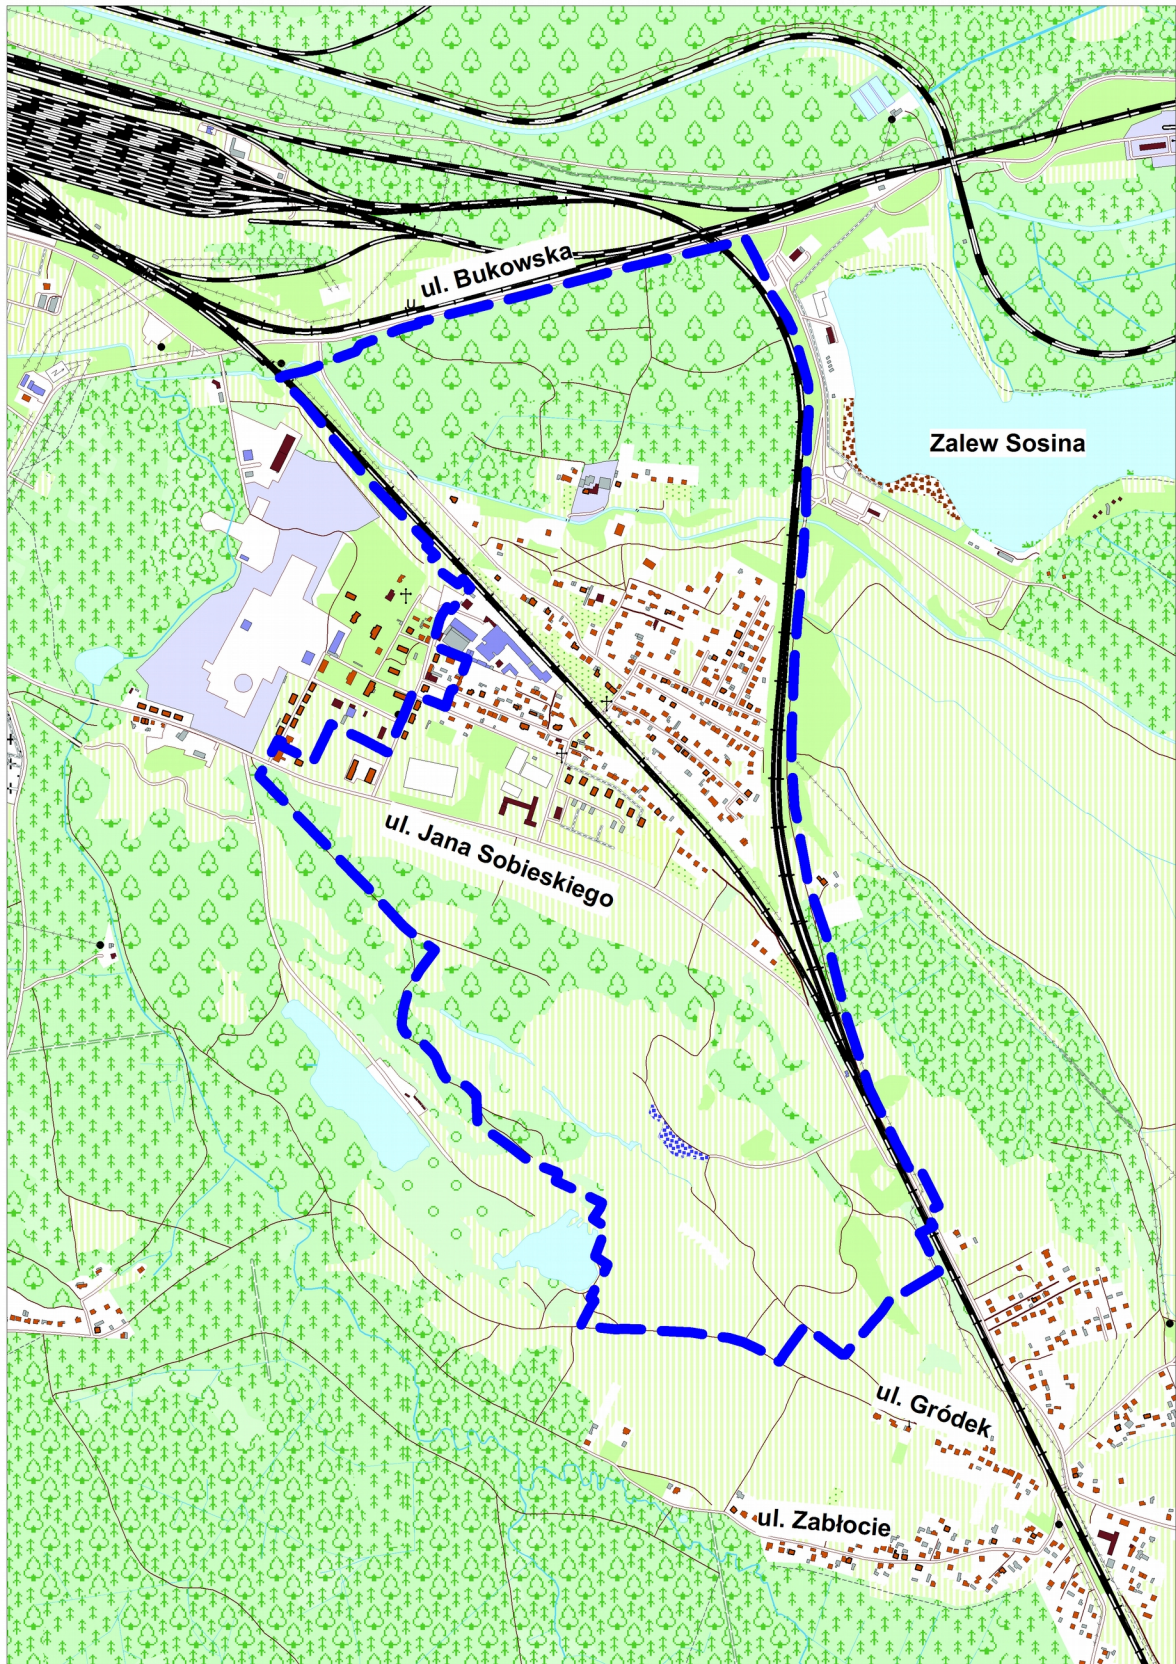 ul. Bukowska
Zalew Sosina
ul. Jana Sobieskiego
ul. Gródek
ul. Zabłocie